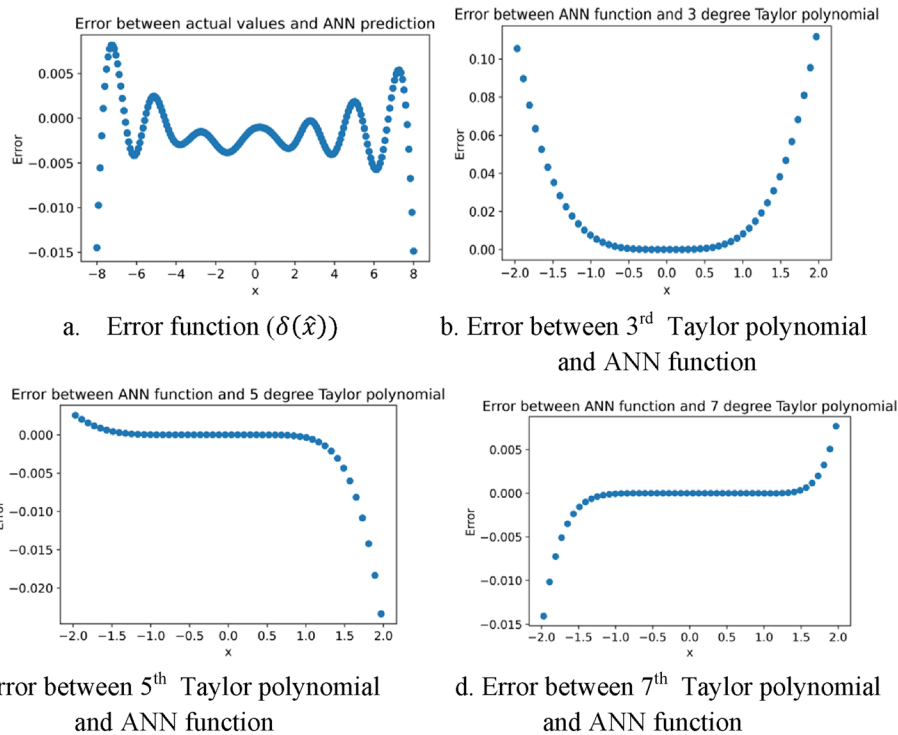 Error between actual values and ANN prediction
0.005
0.000
−0.005
−0.010
−0.015
Error
−8 −6 −4 −2 0 2 4 6 8
x
a. Error function (δ(x̂))
Error between ANN function and 3 degree Taylor polynomial
0.10
0.08
0.06
0.04
0.02
0.00
Error
−2.0 −1.5 −1.0 −0.5 0.0 0.5 1.0 1.5 2.0
x
b. Error between 3rd Taylor polynomial
and ANN function
Error between ANN function and 5 degree Taylor polynomial
0.000
−0.005
−0.010
−0.015
−0.020
−2.0 −1.5 −1.0 −0.5 0.0 0.5 1.0 1.5 2.0
x
rror between 5th Taylor polynomial
and ANN function
Error between ANN function and 7 degree Taylor polynomial
0.005
0.000
−0.005
−0.010
−0.015
Error
−2.0 −1.5 −1.0 −0.5 0.0 0.5 1.0 1.5 2.0
x
d. Error between 7th Taylor polynomial
and ANN function